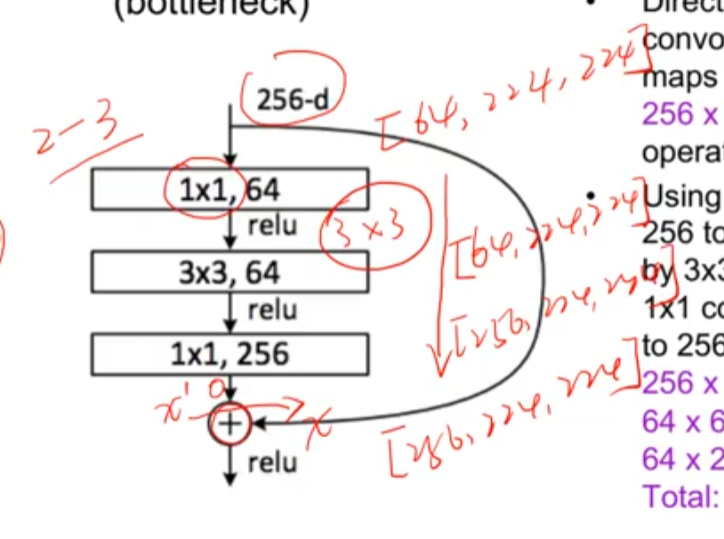 (bottleneck)
Direct
convo
maps
256 x
operat
Using
256 to
by 3x3
1x1 co
to 256
256 x
64 x 6
64 x 2
Total:
256-d
[64, 224, 224]
2-3
1x1, 64
relu
3x3
[64, 224, 224]
3x3, 64
relu
[256, 224, 224]
1x1, 256
x'
x
+
[256, 224, 224]
relu